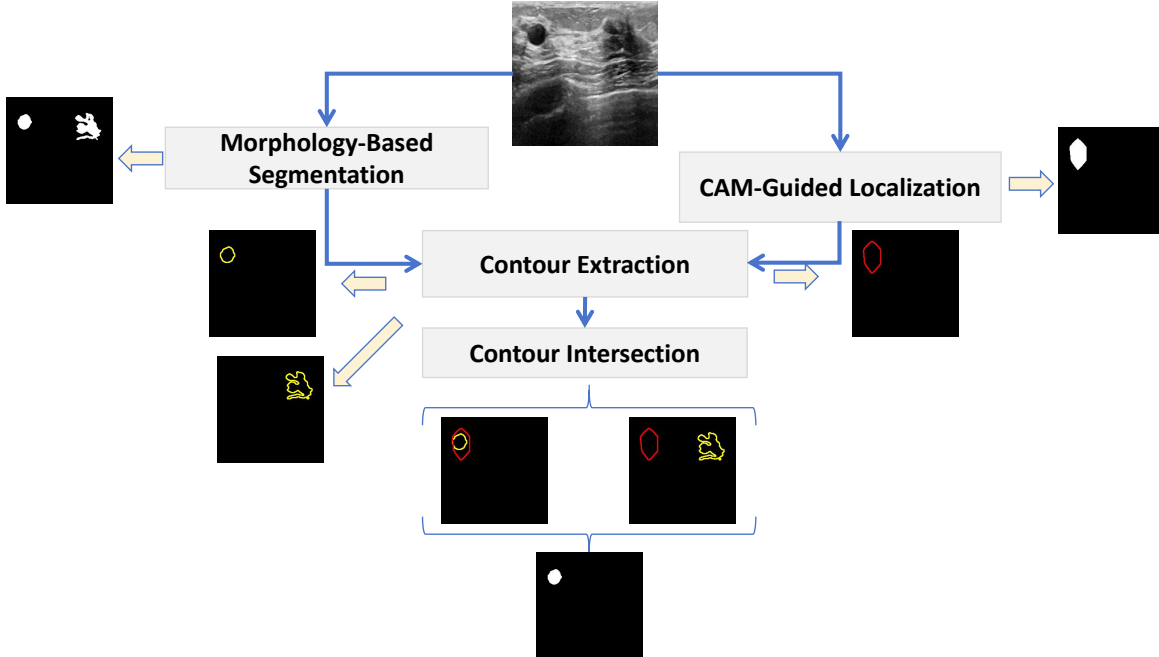 Morphology-Based
Segmentation
CAM-Guided Localization
Contour Extraction
Contour Intersection